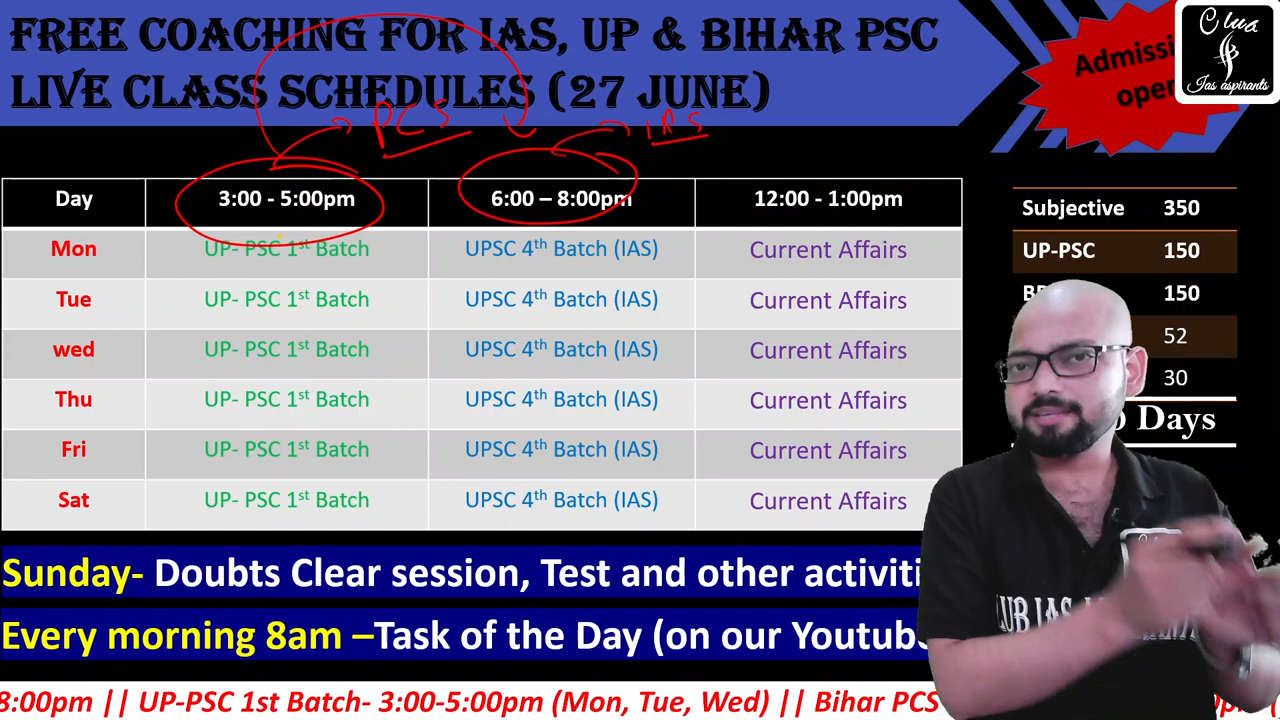 FREE COACHING FOR IAS, UP & BIHAR PSC
LIVE CLASS SCHEDULES (27 JUNE)
Admissi
open
Club
Ias aspirants
PCS
IAS
Day 3:00 - 5:00pm 6:00 – 8:00pm 12:00 - 1:00pm
Mon UP- PSC 1st Batch UPSC 4th Batch (IAS) Current Affairs
Tue UP- PSC 1st Batch UPSC 4th Batch (IAS) Current Affairs
wed UP- PSC 1st Batch UPSC 4th Batch (IAS) Current Affairs
Thu UP- PSC 1st Batch UPSC 4th Batch (IAS) Current Affairs
Fri UP- PSC 1st Batch UPSC 4th Batch (IAS) Current Affairs
Sat UP- PSC 1st Batch UPSC 4th Batch (IAS) Current Affairs
Subjective 350
UP-PSC 150
150
52
30
Days
Sunday- Doubts Clear session, Test and other activiti
Every morning 8am –Task of the Day (on our Youtube
UB IAS
8:00pm || UP-PSC 1st Batch- 3:00-5:00pm (Mon, Tue, Wed) || Bihar PCS